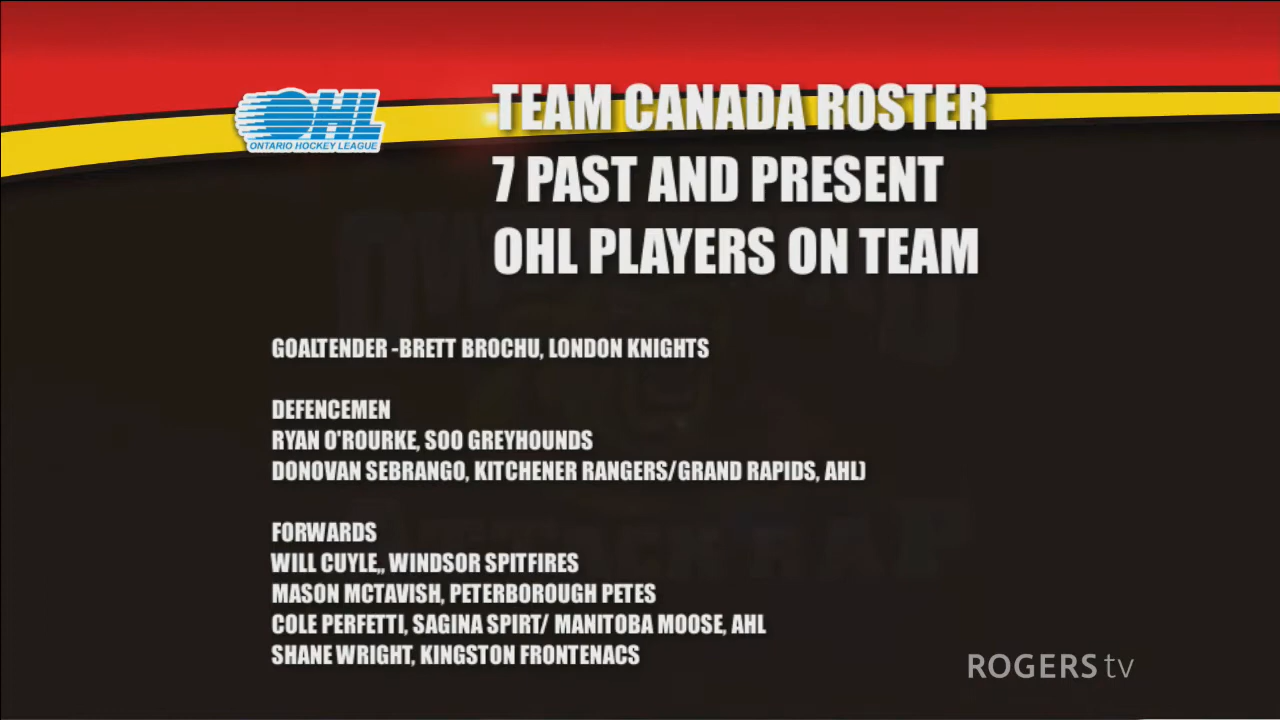 OHL
ONTARIO HOCKEY LEAGUE
TEAM CANADA ROSTER
7 PAST AND PRESENT
OHL PLAYERS ON TEAM
GOALTENDER -BRETT BROCHU, LONDON KNIGHTS
DEFENCEMEN
RYAN O'ROURKE, SOO GREYHOUNDS
DONOVAN SEBRANGO, KITCHENER RANGERS/GRAND RAPIDS, AHL)
FORWARDS
WILL CUYLE,, WINDSOR SPITFIRES
MASON MCTAVISH, PETERBOROUGH PETES
COLE PERFETTI, SAGINA SPIRT/ MANITOBA MOOSE, AHL
SHANE WRIGHT, KINGSTON FRONTENACS
ROGERS tv